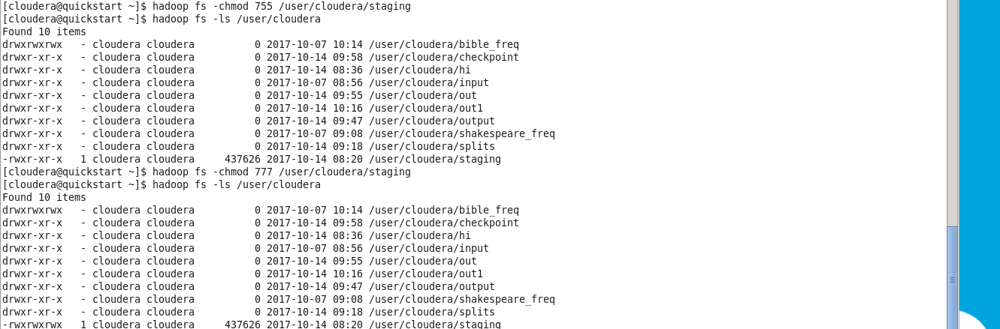 [cloudera@quickstart ~]$ hadoop fs -chmod 755 /user/cloudera/staging
[cloudera@quickstart ~]$ hadoop fs -ls /user/cloudera
Found 10 items
drwxrwxrwx   - cloudera cloudera          0 2017-10-07 10:14 /user/cloudera/bible_freq
drwxr-xr-x   - cloudera cloudera          0 2017-10-14 09:58 /user/cloudera/checkpoint
drwxr-xr-x   - cloudera cloudera          0 2017-10-14 08:36 /user/cloudera/hi
drwxr-xr-x   - cloudera cloudera          0 2017-10-07 08:56 /user/cloudera/input
drwxr-xr-x   - cloudera cloudera          0 2017-10-14 09:55 /user/cloudera/out
drwxr-xr-x   - cloudera cloudera          0 2017-10-14 10:16 /user/cloudera/out1
drwxr-xr-x   - cloudera cloudera          0 2017-10-14 09:47 /user/cloudera/output
drwxr-xr-x   - cloudera cloudera          0 2017-10-07 09:08 /user/cloudera/shakespeare_freq
drwxr-xr-x   - cloudera cloudera          0 2017-10-14 09:18 /user/cloudera/splits
-rwxr-xr-x   1 cloudera cloudera     437626 2017-10-14 08:20 /user/cloudera/staging
[cloudera@quickstart ~]$ hadoop fs -chmod 777 /user/cloudera/staging
[cloudera@quickstart ~]$ hadoop fs -ls /user/cloudera
Found 10 items
drwxrwxrwx   - cloudera cloudera          0 2017-10-07 10:14 /user/cloudera/bible_freq
drwxr-xr-x   - cloudera cloudera          0 2017-10-14 09:58 /user/cloudera/checkpoint
drwxr-xr-x   - cloudera cloudera          0 2017-10-14 08:36 /user/cloudera/hi
drwxr-xr-x   - cloudera cloudera          0 2017-10-07 08:56 /user/cloudera/input
drwxr-xr-x   - cloudera cloudera          0 2017-10-14 09:55 /user/cloudera/out
drwxr-xr-x   - cloudera cloudera          0 2017-10-14 10:16 /user/cloudera/out1
drwxr-xr-x   - cloudera cloudera          0 2017-10-14 09:47 /user/cloudera/output
drwxr-xr-x   - cloudera cloudera          0 2017-10-07 09:08 /user/cloudera/shakespeare_freq
drwxr-xr-x   - cloudera cloudera          0 2017-10-14 09:18 /user/cloudera/splits
-rwxrwxrwx   1 cloudera cloudera     437626 2017-10-14 08:20 /user/cloudera/staging